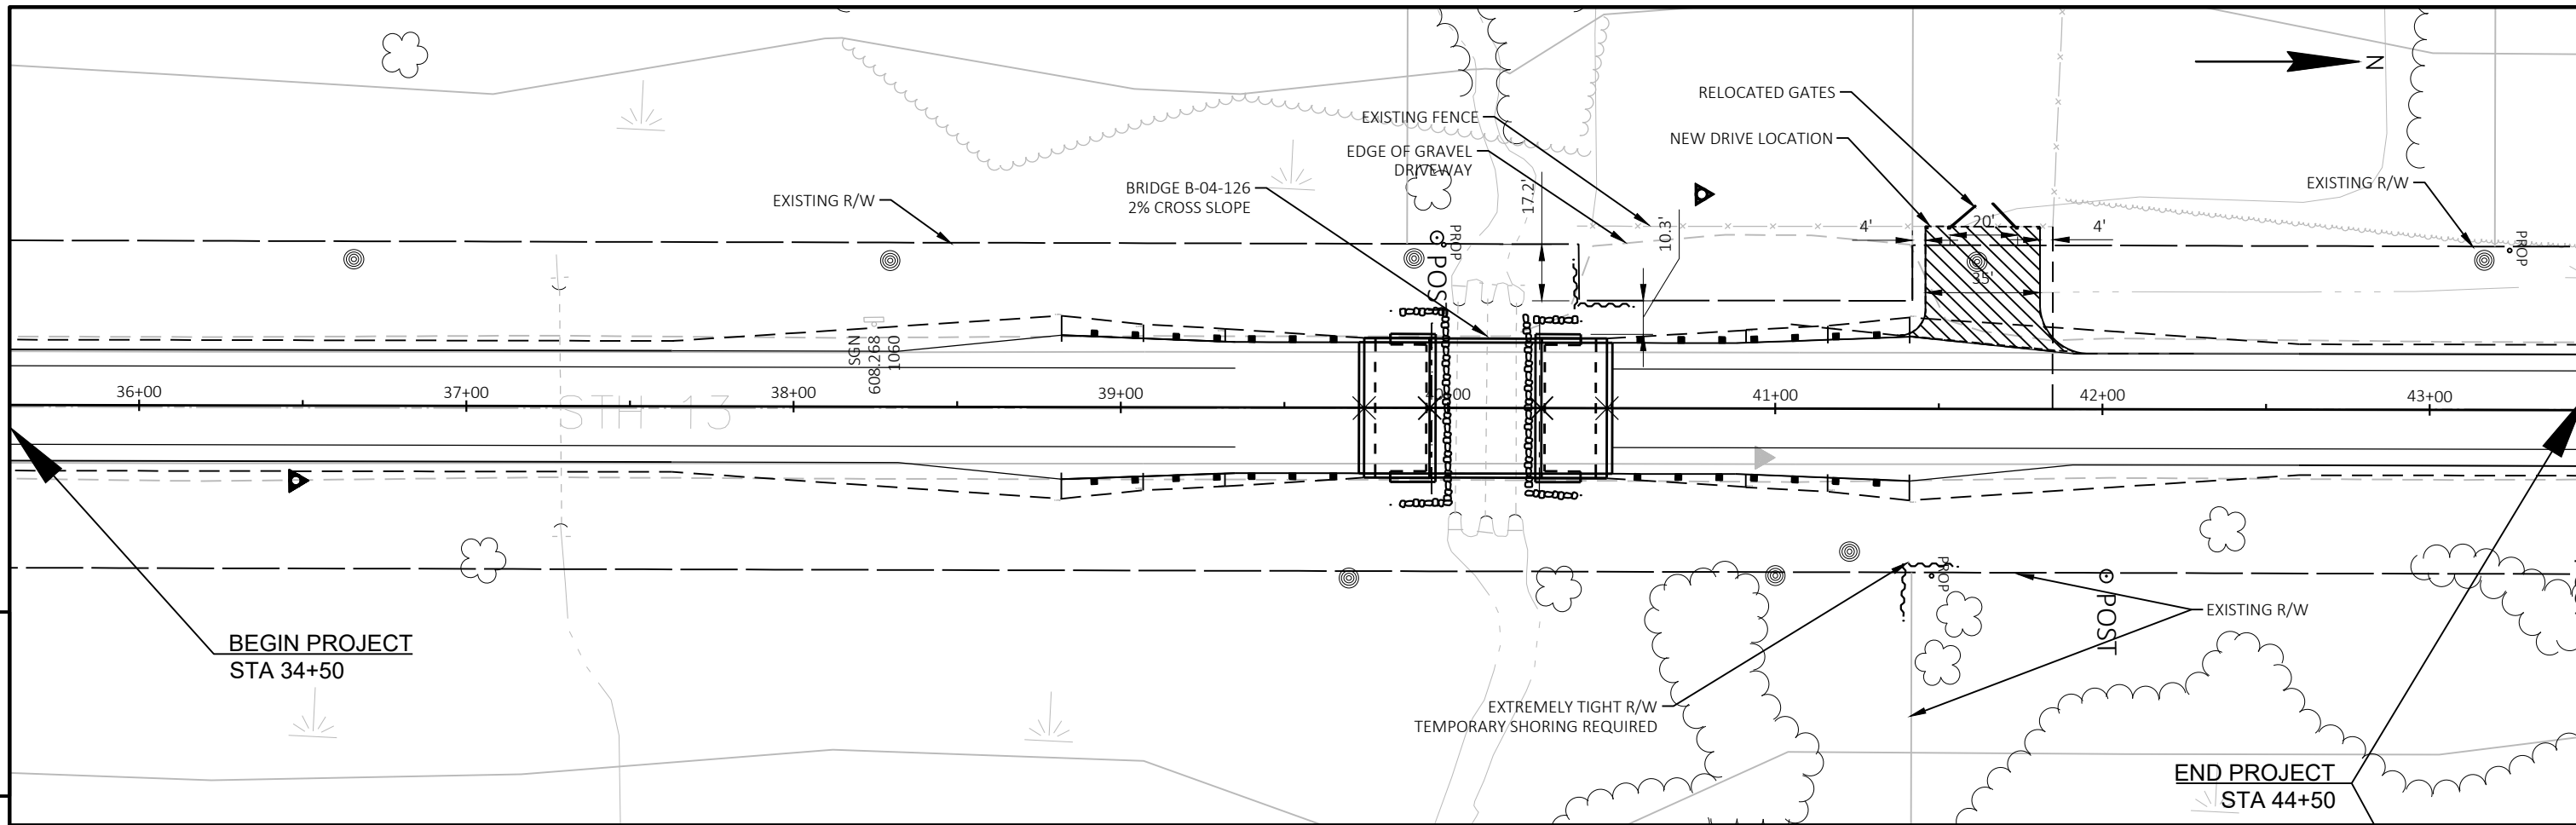 N
RELOCATED GATES
EXISTING FENCE
NEW DRIVE LOCATION
EDGE OF GRAVEL
DRIVEWAY
BRIDGE B-04-126
2% CROSS SLOPE
EXISTING R/W
EXISTING R/W
17.2'
10.3'
4'
20'
4'
35'
PROP
POST
PROP
SGN
608.268
1060
36+00
37+00
38+00
39+00
40+00
41+00
42+00
43+00
STH 13
PROP
POST
EXISTING R/W
BEGIN PROJECT
STA 34+50
EXTREMELY TIGHT R/W
TEMPORARY SHORING REQUIRED
END PROJECT
STA 44+50